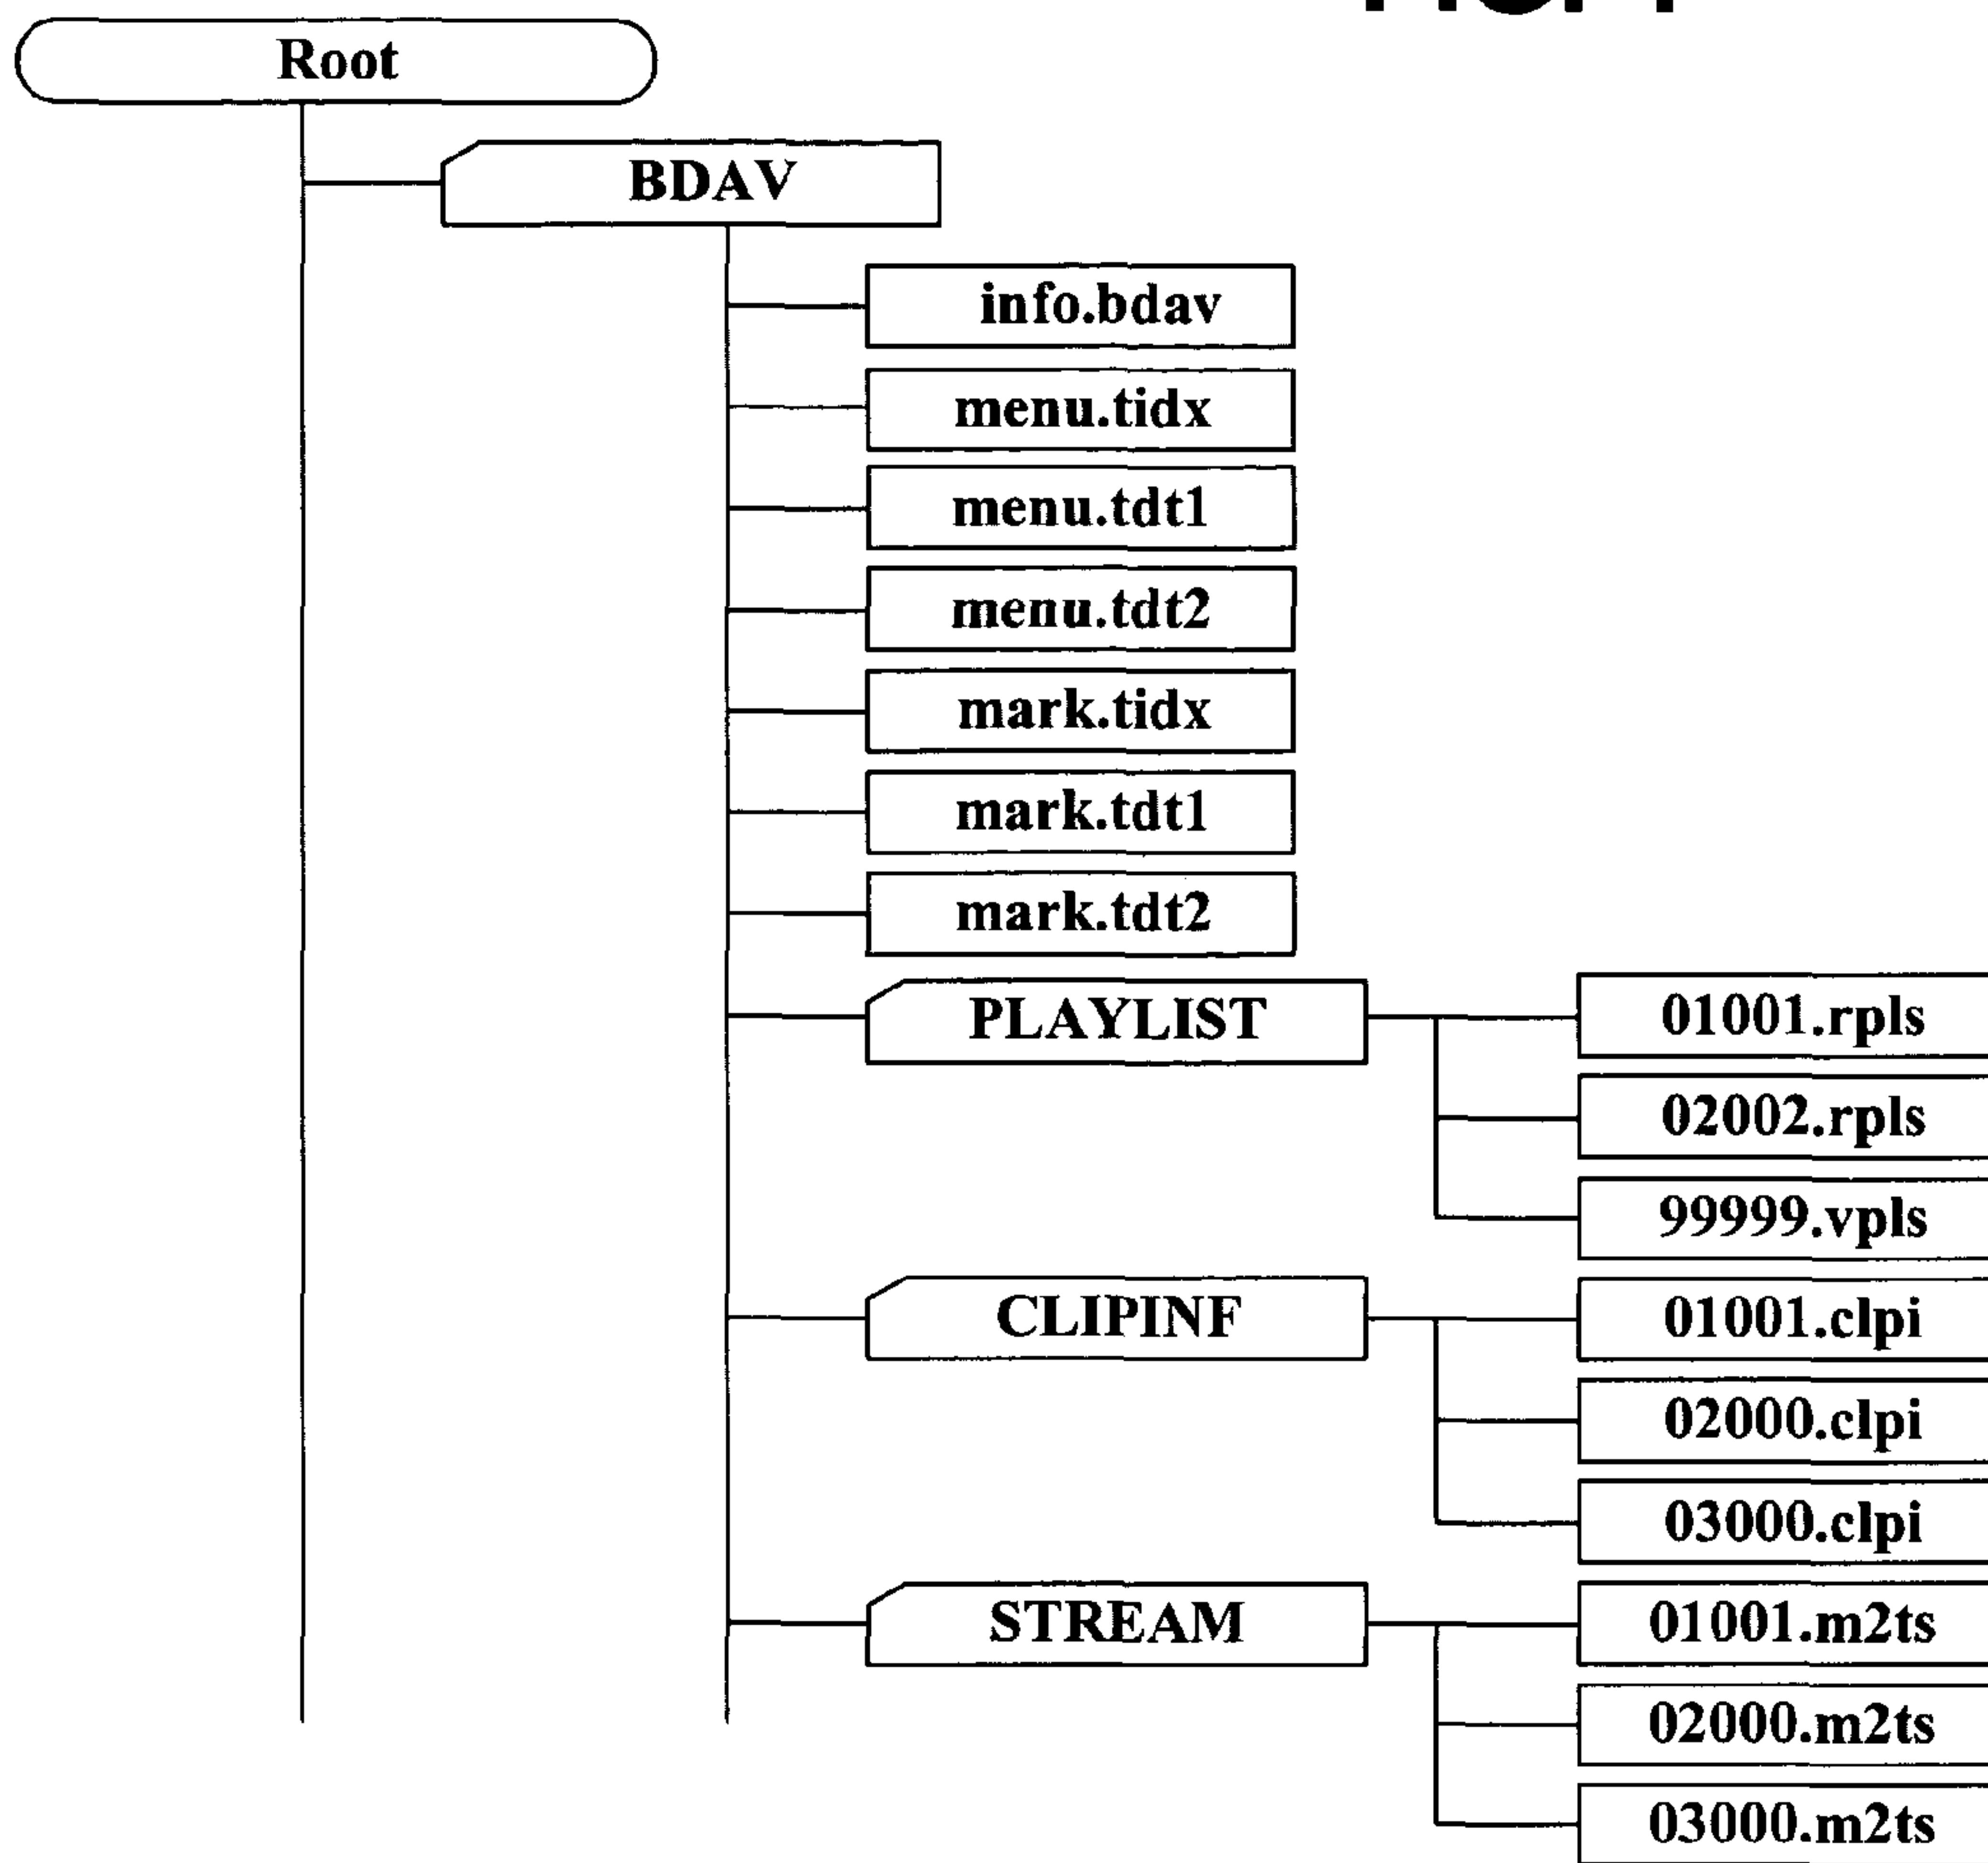 Root
BDAV
info.bdav
menu.tidx
menu.tdt1
menu.tdt2
mark.tidx
mark.tdt1
mark.tdt2
PLAYLIST
01001.rpls
02002.rpls
99999.vpls
CLIPINF
01001.clpi
02000.clpi
03000.clpi
STREAM
01001.m2ts
02000.m2ts
03000.m2ts